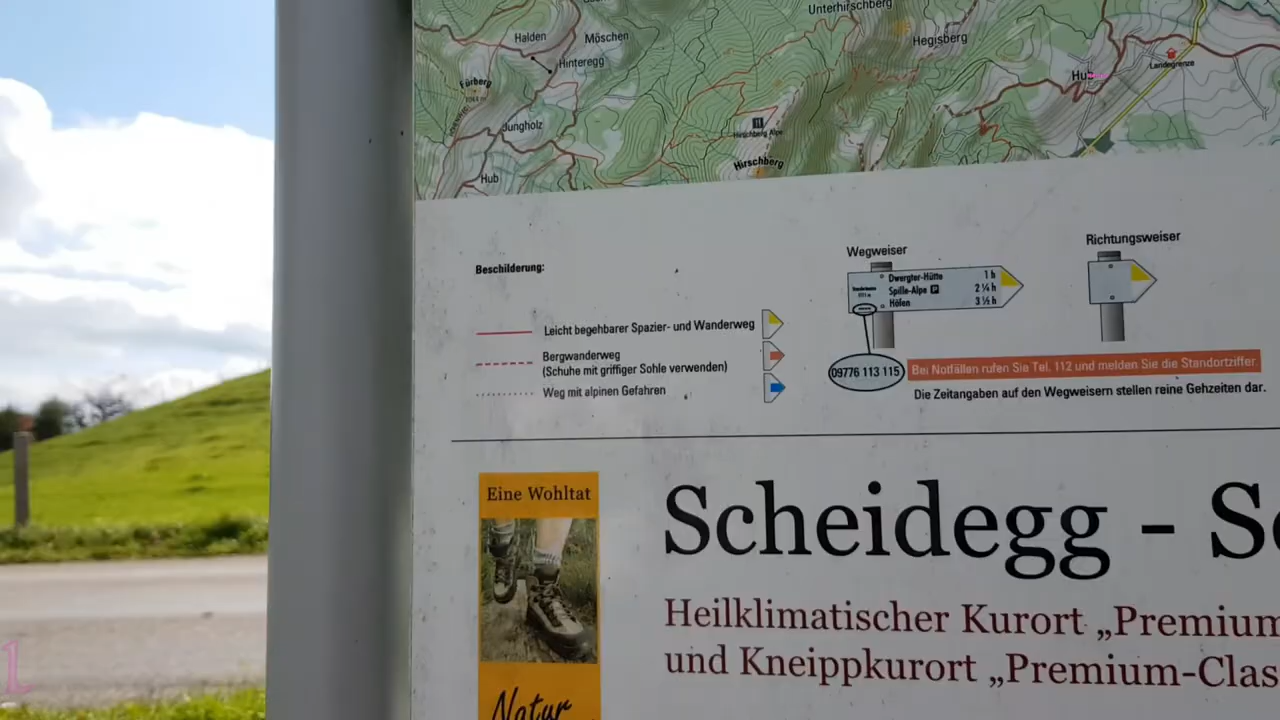 Unterhirschberg
Halden
Möschen
Hegisberg
Hinteregg
Landegrenze
Fürberg
Jungholz
Hirschberg Alpe
Hirschberg
Hub
Wegweiser
Richtungsweiser
Beschilderung:
Dwergter-Hütte 1 h
Spille-Alpe P 2 ¼ h
Höfen 3 ½ h
Leicht begehbarer Spazier- und Wanderweg
Bergwanderweg
(Schuhe mit griffiger Sohle verwenden)
Weg mit alpinen Gefahren
09776 113 115
Bei Notfällen rufen Sie Tel. 112 und melden Sie die Standortziffer
Die Zeitangaben auf den Wegweisern stellen reine Gehzeiten dar.
Eine Wohltat
Natur
Scheidegg - S
Heilklimatischer Kurort „Premium
und Kneippkurort „Premium-Clas